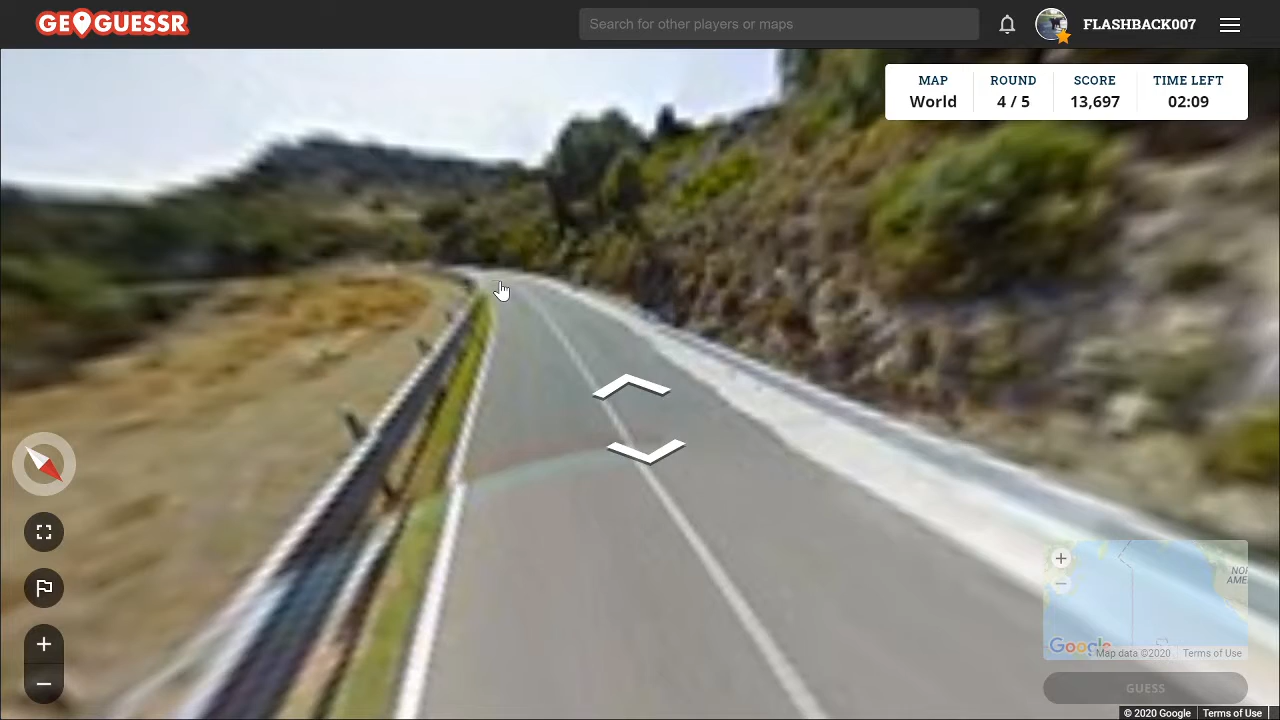 GEOGUESSR
Search for other players or maps
FLASHBACK007
MAP
World
ROUND
4 / 5
SCORE
13,697
TIME LEFT
02:09
Google
Map data ©2020
Terms of Use
GUESS
© 2020 Google
Terms of Use